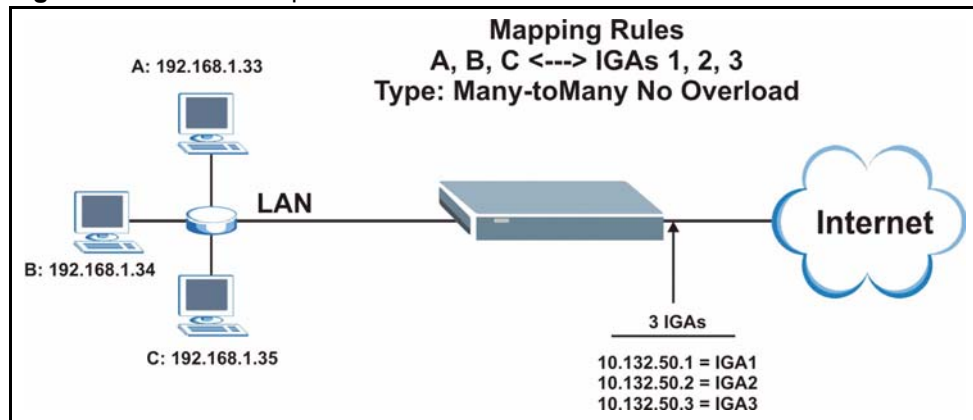 Mapping Rules
A, B, C <---> IGAs 1, 2, 3
Type: Many-toMany No Overload
A: 192.168.1.33
LAN
B: 192.168.1.34
C: 192.168.1.35
Internet
3 IGAs
10.132.50.1 = IGA1
10.132.50.2 = IGA2
10.132.50.3 = IGA3